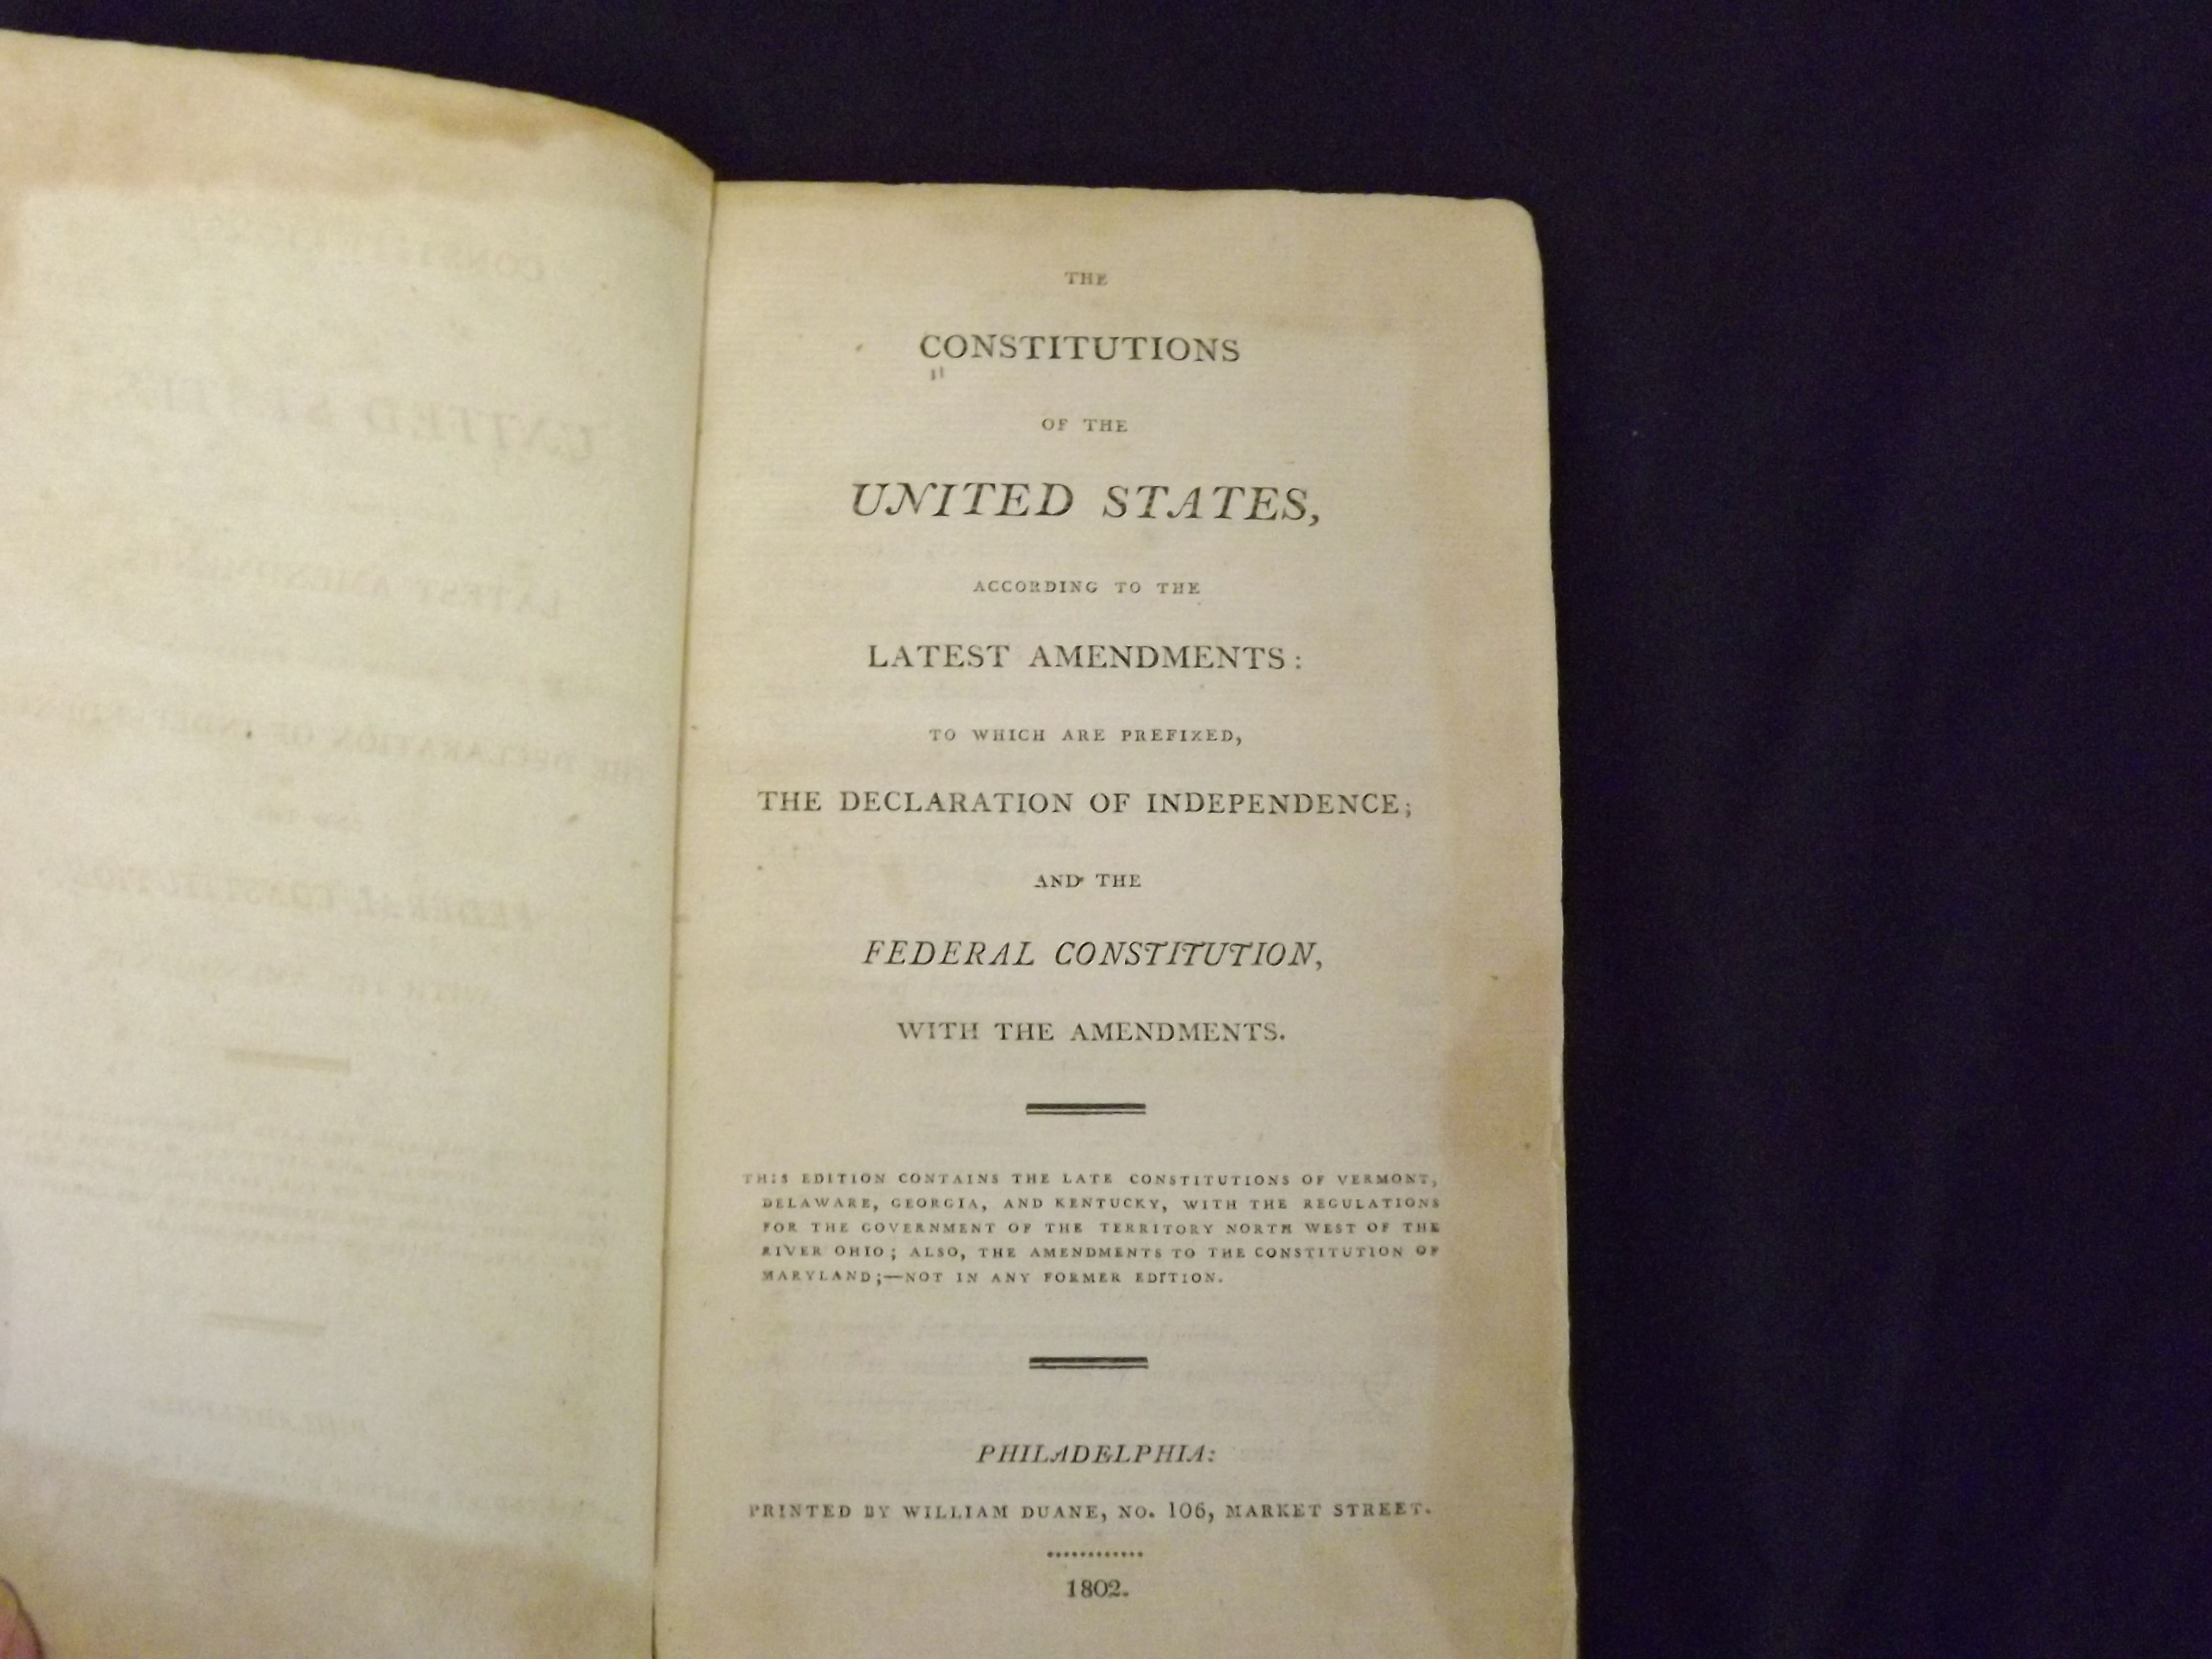 THE
CONSTITUTIONS
OF THE
UNITED STATES,
ACCORDING TO THE
LATEST AMENDMENTS:
TO WHICH ARE PREFIXED,
THE DECLARATION OF INDEPENDENCE;
AND THE
FEDERAL CONSTITUTION,
WITH THE AMENDMENTS.
THIS EDITION CONTAINS THE LATE CONSTITUTIONS OF VERMONT,
DELAWARE, GEORGIA, AND KENTUCKY, WITH THE REGULATIONS
FOR THE GOVERNMENT OF THE TERRITORY NORTH WEST OF THE
RIVER OHIO; ALSO, THE AMENDMENTS TO THE CONSTITUTION OF
MARYLAND;—NOT IN ANY FORMER EDITION.
PHILADELPHIA:
PRINTED BY WILLIAM DUANE, NO. 106, MARKET STREET.
1802.